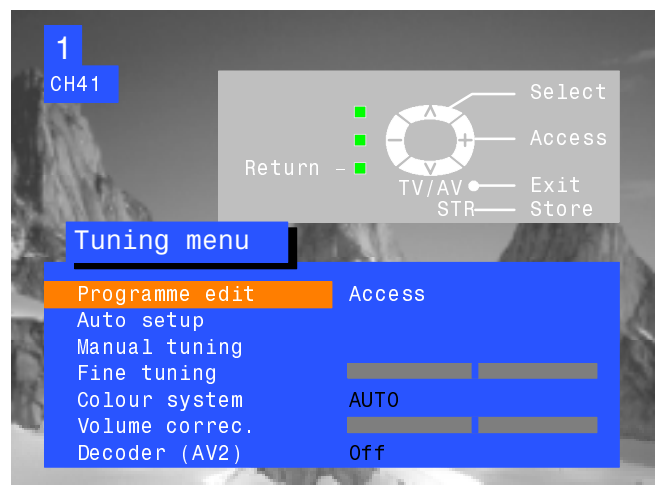 1
CH41
Select
Access
Return
TV/AV Exit
STR Store
Tuning menu
Programme edit Access
Auto setup
Manual tuning
Fine tuning
Colour system AUTO
Volume correc.
Decoder (AV2) Off